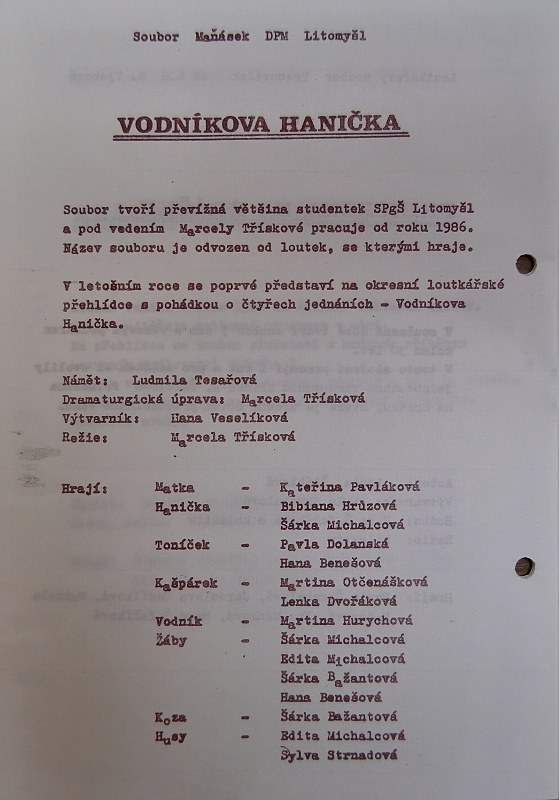 Soubor Maňásek DPM Litomyšl
VODNÍKOVA HANIČKA
Soubor tvoří převížná většina studentek SPgŠ Litomyšl
a pod vedením Marcely Třískové pracuje od roku 1986.
Název souboru je odvozen od loutek, se kterými hraje.
V letošním roce se poprvé představí na okresní loutkářské
přehlídce s pohádkou o čtyřech jednáních - Vodníkova
Hanička.
Námět: Ludmila Tesařová
Dramaturgická úprava: Marcela Třísková
Výtvarník: Hana Veselíková
Režie: Marcela Třísková
Hrají: Matka - Kateřina Pavláková
Hanička - Bibiana Hrůzová
Šárka Michalcová
Toníček - Pavla Dolanská
Hana Benešová
Kašpárek - Martina Otčenášková
Lenka Dvořáková
Vodník - Martina Hurychová
Žáby - Šárka Michalcová
Edita Michalcová
Šárka Bažantová
Hana Benešová
Koza - Šárka Bažantová
Husy - Edita Michalcová
Sylva Strnadová